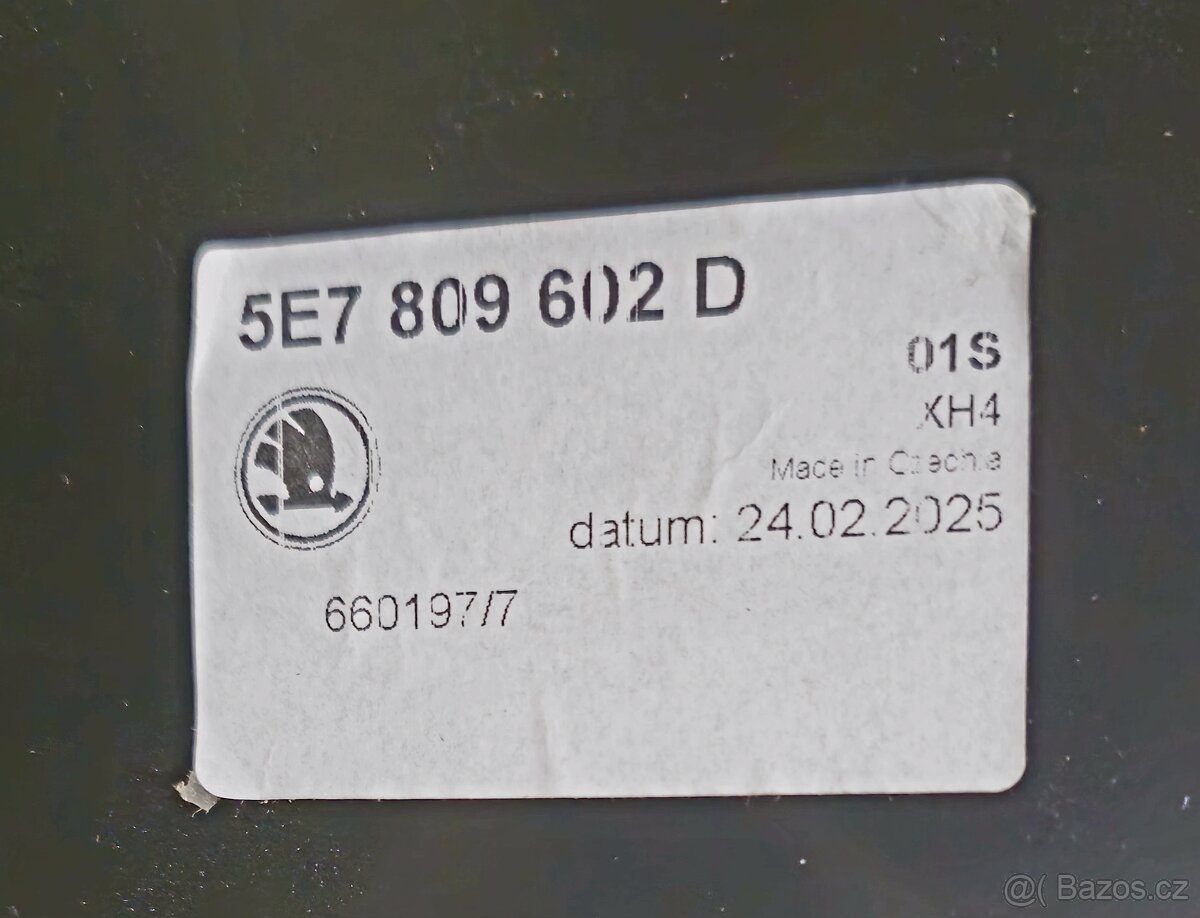 5E7 809 602 D
01S
XH4
Made in Czechia
datum: 24.02.2025
660197/7
@( Bazos.cz